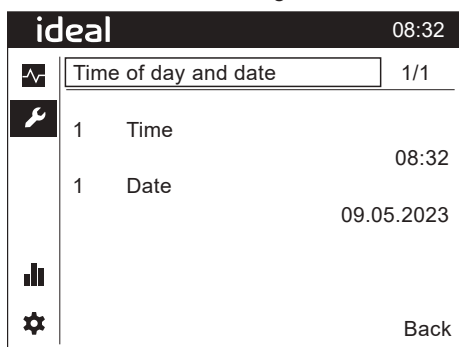 ideal 08:32
Time of day and date 1/1
1 Time
08:32
1 Date
09.05.2023
Back